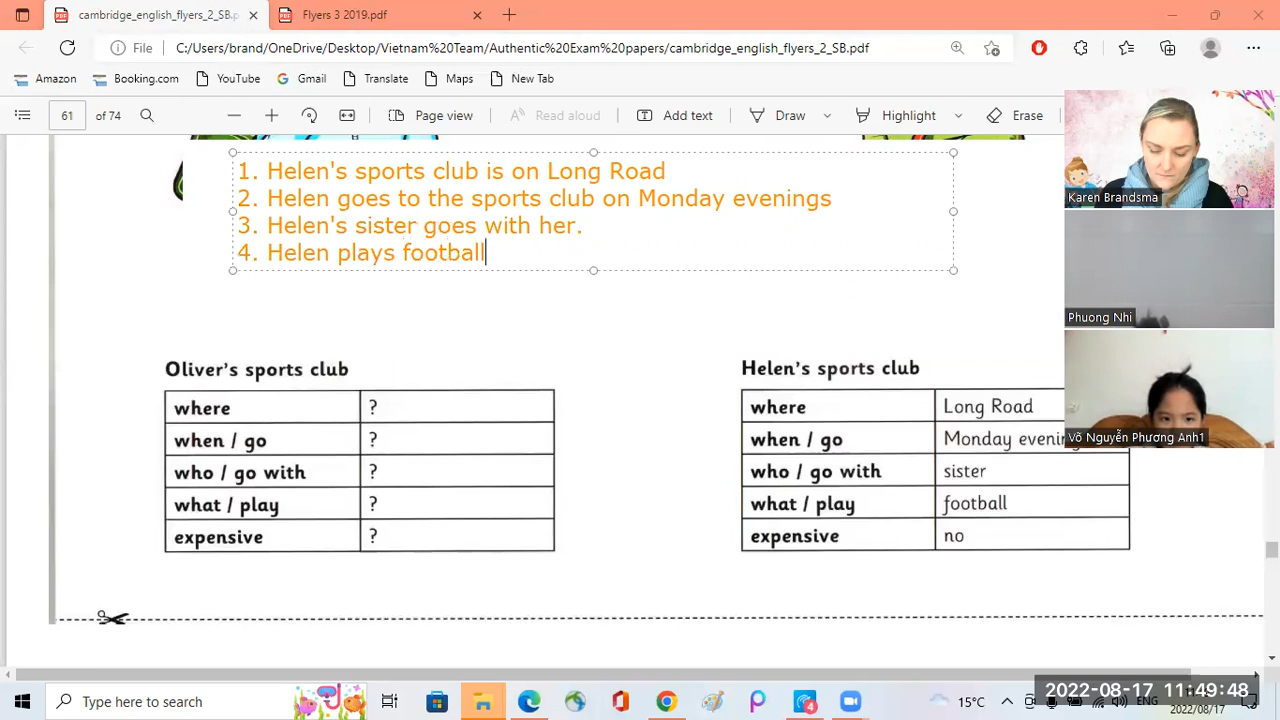 cambridge_english_flyers_2_SB.pdf
Flyers 3 2019.pdf
File
C:/Users/brand/OneDrive/Desktop/Vietnam%20Team/Authentic%20Exam%20papers/cambridge_english_flyers_2_SB.pdf
Amazon Booking.com YouTube Gmail Translate Maps New Tab
61 of 74 Page view Read aloud Add text Draw Highlight Erase
1. Helen's sports club is on Long Road
2. Helen goes to the sports club on Monday evenings
3. Helen's sister goes with her.
4. Helen plays football
Karen Brandsma
Phuong Nhi
Võ Nguyễn Phương Anh1
Oliver's sports club
where ?
when / go ?
who / go with ?
what / play ?
expensive ?
Helen's sports club
where Long Road
when / go Monday
who / go with sister
what / play football
expensive no
Type here to search
4
15°C
ENG
2022-08-17 11:49:48
2022/08/17